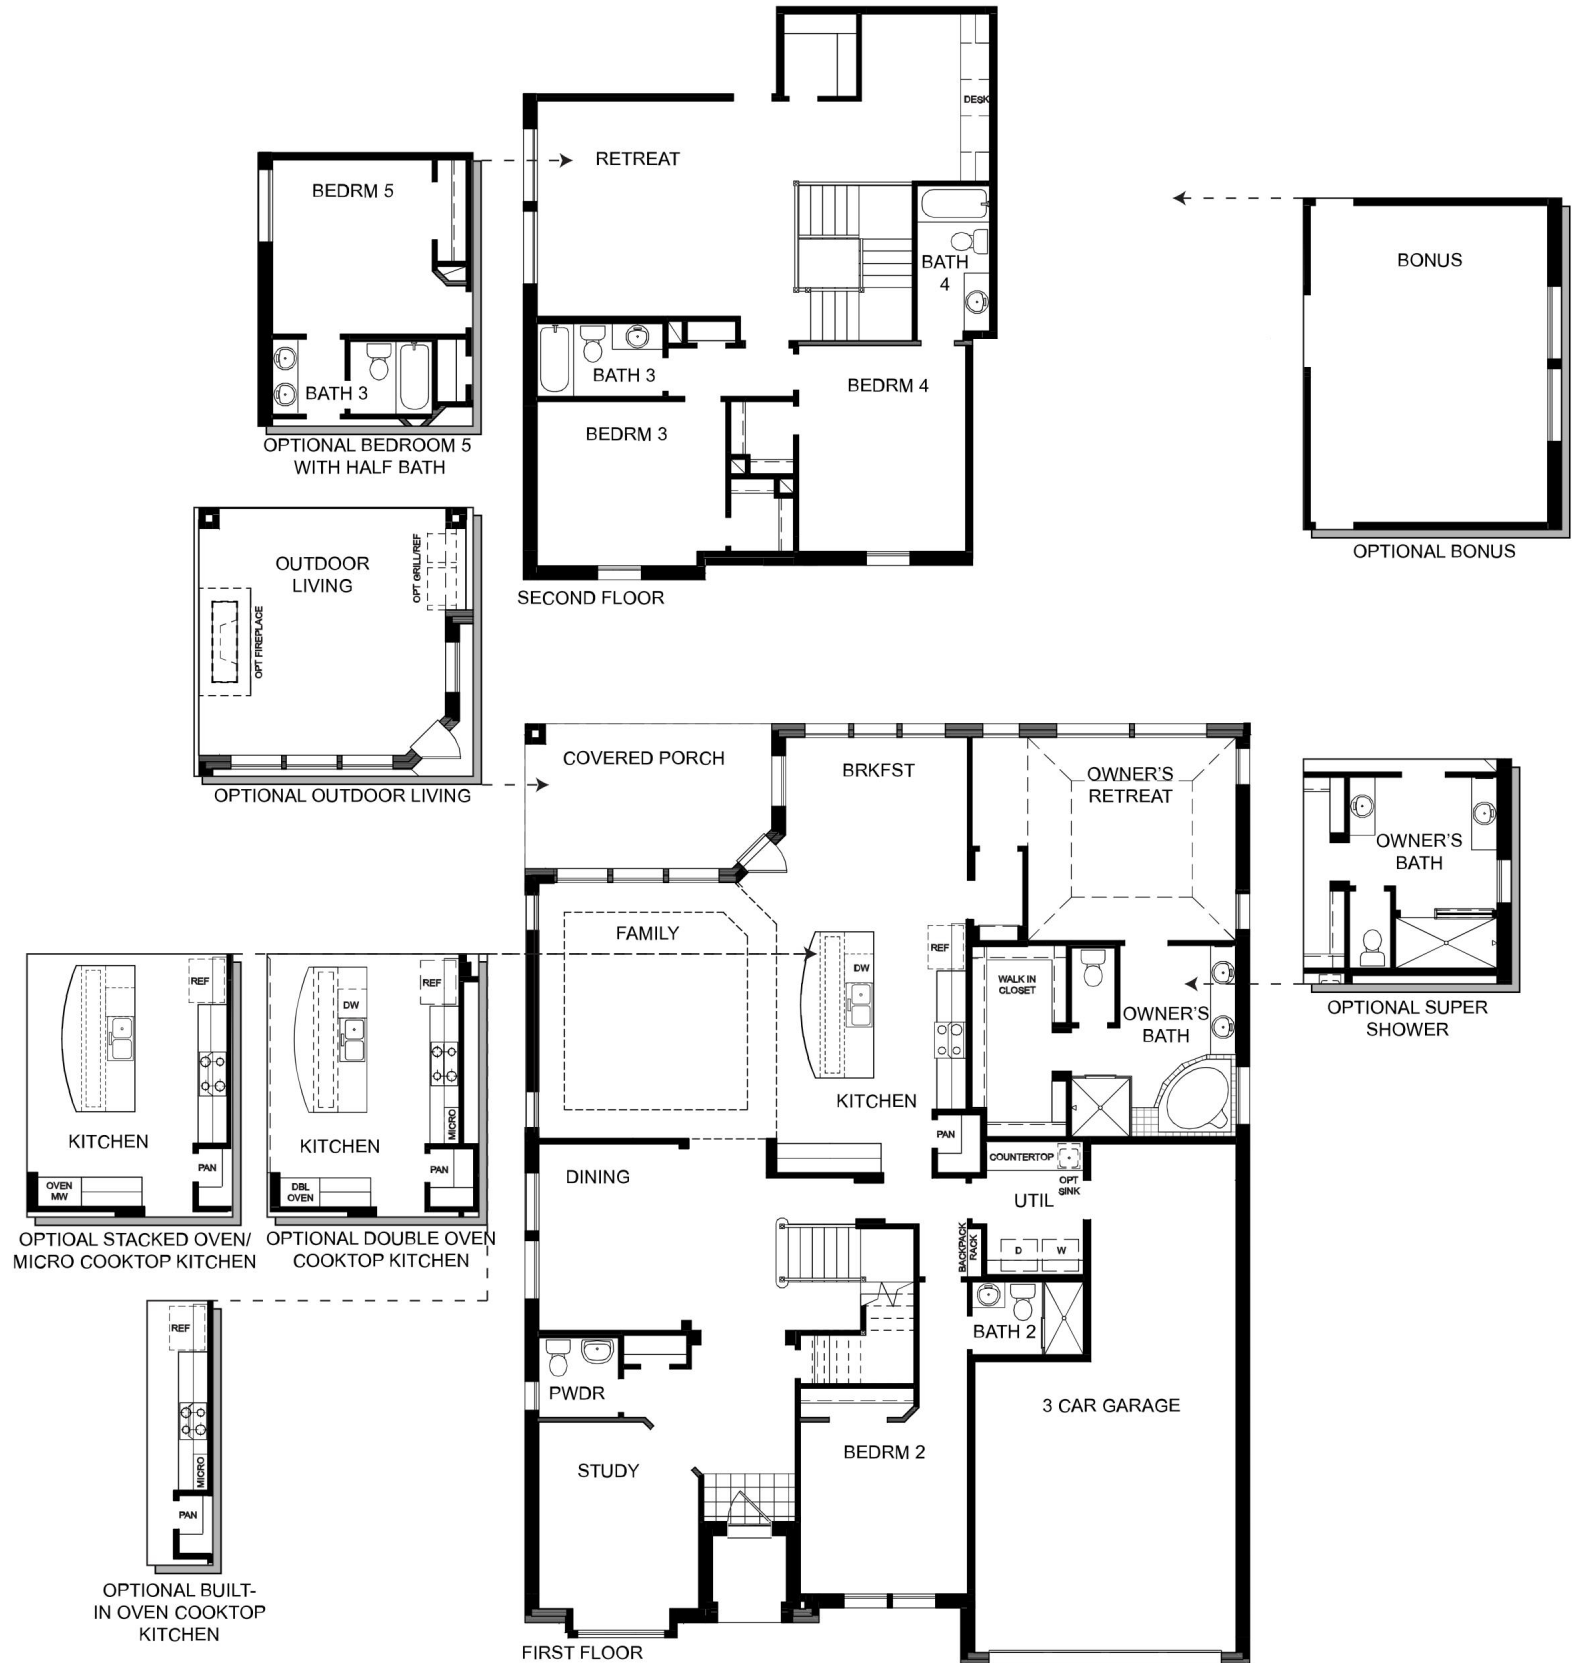 DESK
RETREAT
BEDRM 5
BATH 3
OPTIONAL BEDROOM 5
WITH HALF BATH
BATH
4
BATH 3
BEDRM 4
BEDRM 3
SECOND FLOOR
BONUS
OPTIONAL BONUS
OUTDOOR
LIVING
OPT GRILL/REF
OPT FIREPLACE
OPTIONAL OUTDOOR LIVING
COVERED PORCH
BRKFST
OWNER'S
RETREAT
OWNER'S
BATH
OPTIONAL SUPER
SHOWER
FAMILY
DW
REF
WALK IN
CLOSET
OWNER'S
BATH
KITCHEN
PAN
REF
KITCHEN
PAN
OVEN
MW
OPTIOAL STACKED OVEN/
MICRO COOKTOP KITCHEN
REF
DW
MICRO
KITCHEN
PAN
DBL
OVEN
OPTIONAL DOUBLE OVEN
COOKTOP KITCHEN
DINING
COUNTERTOP
OPT
SINK
UTIL
BACKPACK
RACK
D
W
BATH 2
REF
MICRO
PAN
OPTIONAL BUILT-
IN OVEN COOKTOP
KITCHEN
PWDR
3 CAR GARAGE
BEDRM 2
STUDY
FIRST FLOOR